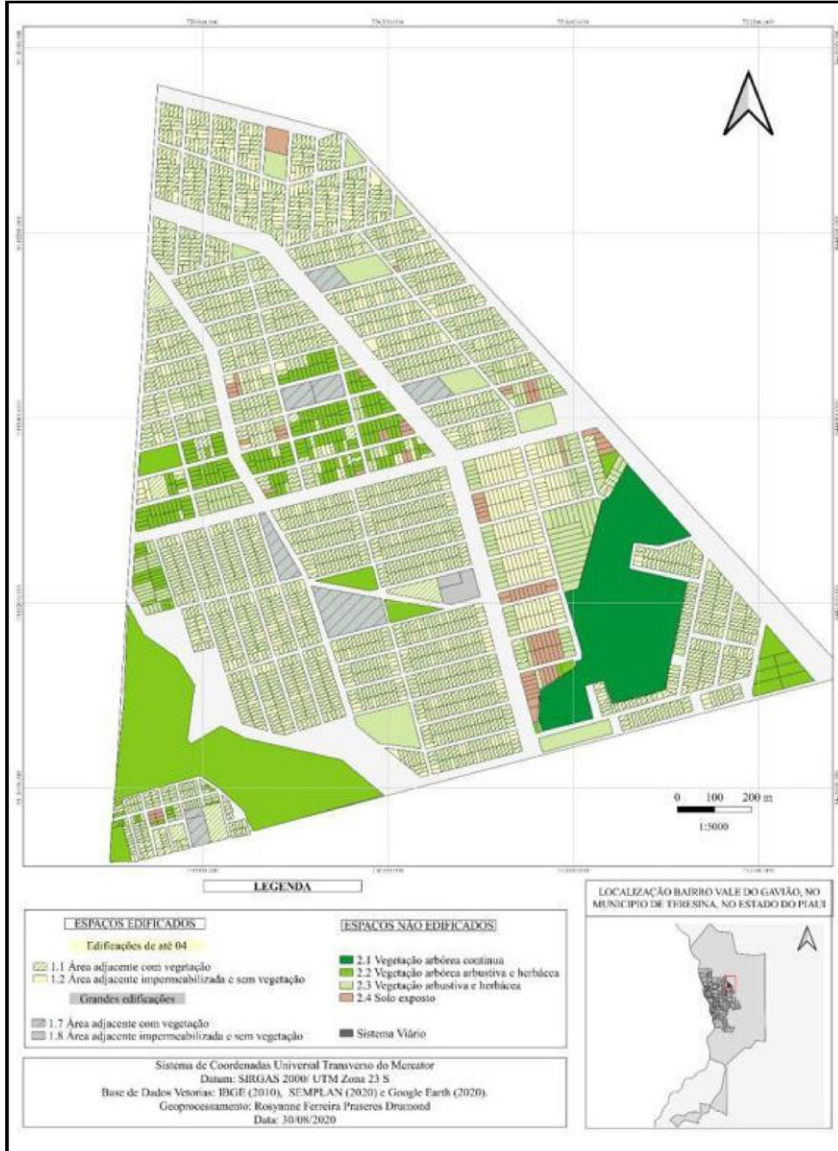 LEGENDA
ESPAÇOS EDIFICADOS
Edificações de até 04
1.1 Área adjacente com vegetação
1.2 Área adjacente impermeabilizada e sem vegetação
Grandes edificações
1.7 Área adjacente com vegetação
1.8 Área adjacente impermeabilizada e sem vegetação
ESPAÇOS NÃO EDIFICADOS
2.1 Vegetação arbórea contínua
2.2 Vegetação arbórea arbustiva e herbácea
2.3 Vegetação arbustiva e herbácea
2.4 Solo exposto
Sistema Viário
0 100 200 m
1:5000
LOCALIZAÇÃO BAIRRO VALE DO GAVIÃO, NO
MUNICIPIO DE TERESINA, NO ESTADO DO PIAUI
Sistema de Coordenadas Universal Transverso do Mercator
Datum: SIRGAS 2000/ UTM Zona 23 S
Base de Dados Vetorias: IBGE (2010), SEMPLAN (2020) e Google Earth (2020).
Geoprocessamento: Rosyanne Ferreira Praseres Drumond
Data: 30/08/2020